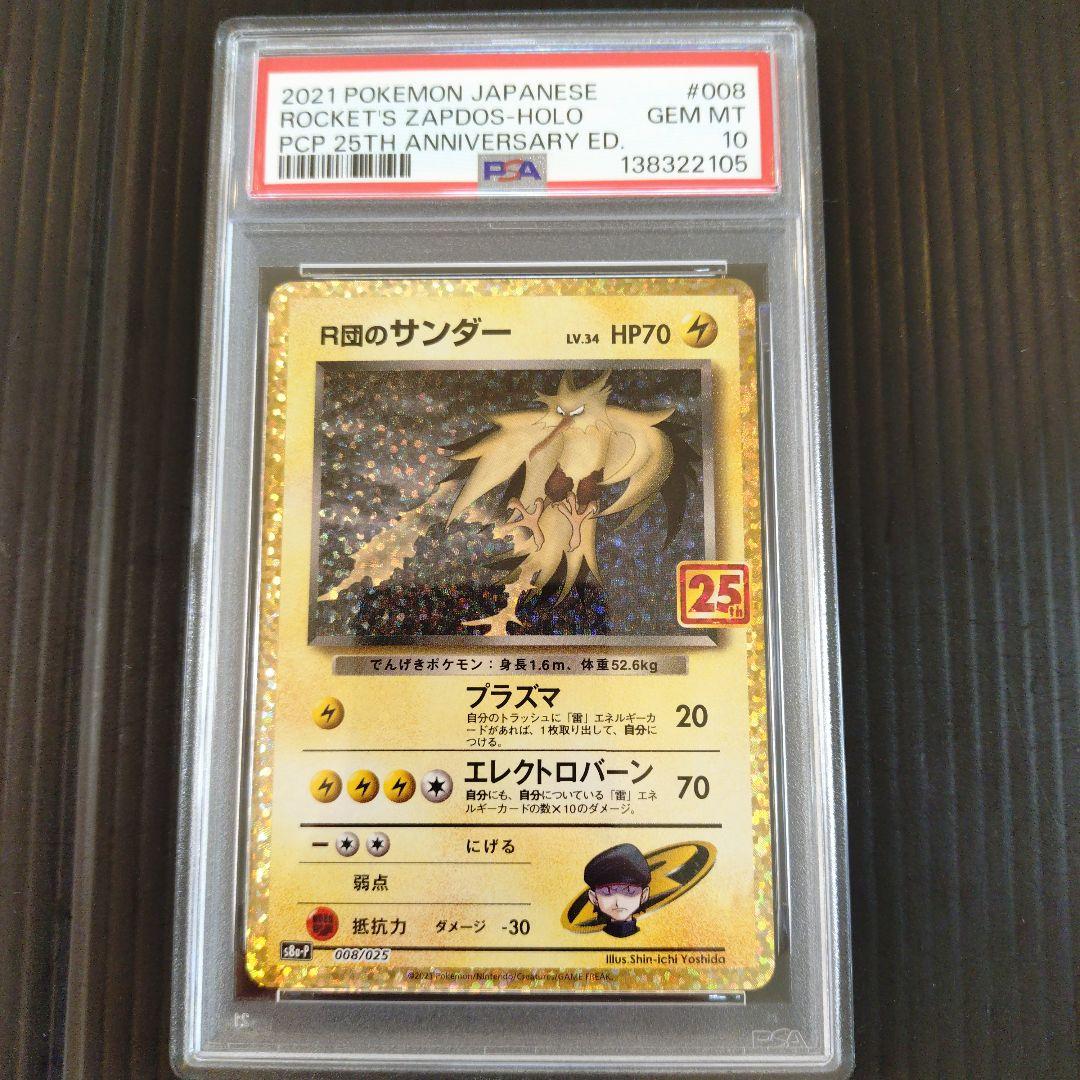 2021 POKEMON JAPANESE #008
ROCKET'S ZAPDOS-HOLO GEM MT
PCP 25TH ANNIVERSARY ED. 10
PSA 138322105
R団のサンダー LV.34 HP70
25th
でんげきポケモン：身長1.6m、体重52.6kg
プラズマ 20
自分のトラッシュに「雷」エネルギーカ
ードがあれば、1枚取り出して、自分に
つける。
エレクトロバーン 70
自分にも、自分についている「雷」エネ
ルギーカードの数×10のダメージ。
にげる
弱点
抵抗力 ダメージ -30
s8a-P 008/025
Illus.Shin-ichi Yoshida
©2021 Pokémon/Nintendo/Creatures/GAME FREAK.
PSA